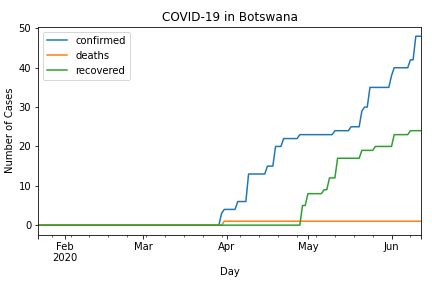 COVID-19 in Botswana
confirmed
deaths
recovered
Number of Cases
50
40
30
20
10
0
Feb
2020
Mar
Apr
May
Jun
Day